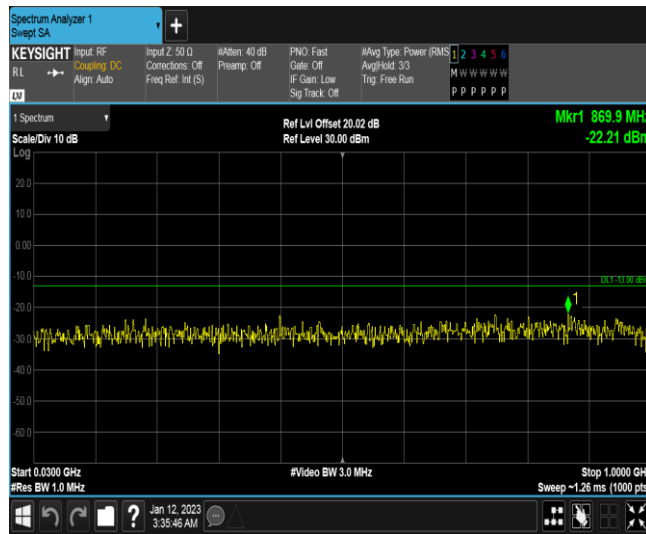 Spectrum Analyzer 1
Swept SA
+
KEYSIGHT
RL
LXI
Input: RF
Coupling: DC
Align: Auto
Input Z: 50 Ω
Corrections: Off
Freq Ref: Int (S)
#Atten: 40 dB
Preamp: Off
PNO: Fast
Gate: Off
IF Gain: Low
Sig Track: Off
#Avg Type: Power (RMS
Avg|Hold: 3/3
Trig: Free Run
1 2 3 4 5 6
M W W W W W
P P P P P P
1 Spectrum
Scale/Div 10 dB
Log
Ref Lvl Offset 20.02 dB
Ref Level 30.00 dBm
Mkr1 869.9 MHz
-22.21 dBm
20.0
10.0
0.00
-10.0
DL1 -13.00 dBm
-20.0
1
-30.0
-40.0
-50.0
-60.0
Start 0.0300 GHz
#Res BW 1.0 MHz
#Video BW 3.0 MHz
Stop 1.0000 GHz
Sweep ~1.26 ms (1000 pts)
?
Jan 12, 2023
3:35:46 AM